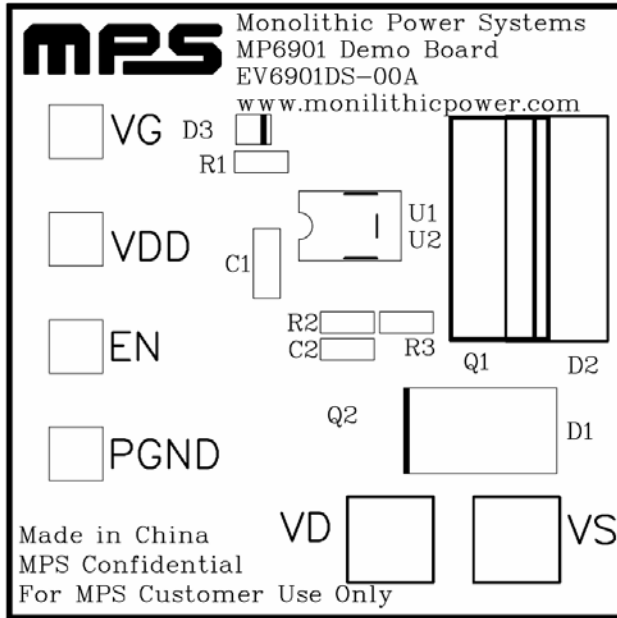 mps
Monolithic Power Systems
MP6901 Demo Board
EV6901DS-00A
www.monilithicpower.com
VG
D3
R1
VDD
U1
U2
C1
EN
R2
C2
R3
Q1
D2
Q2
D1
PGND
VD
VS
Made in China
MPS Confidential
For MPS Customer Use Only